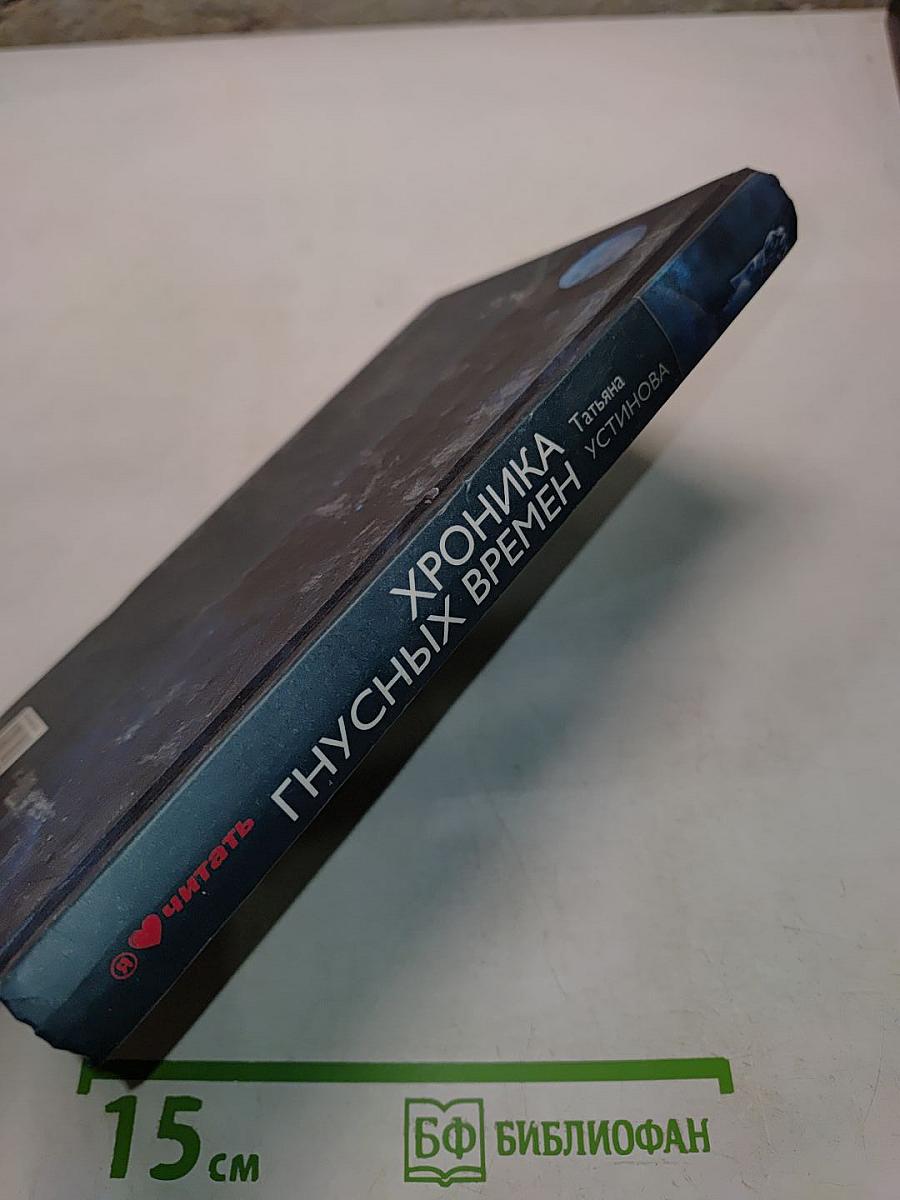 Татьяна
УСТИНОВА
ХРОНИКА
ГНУСНЫХ ВРЕМЕН
Я ❤ читать
15 см
БФ БИБЛИОФАН